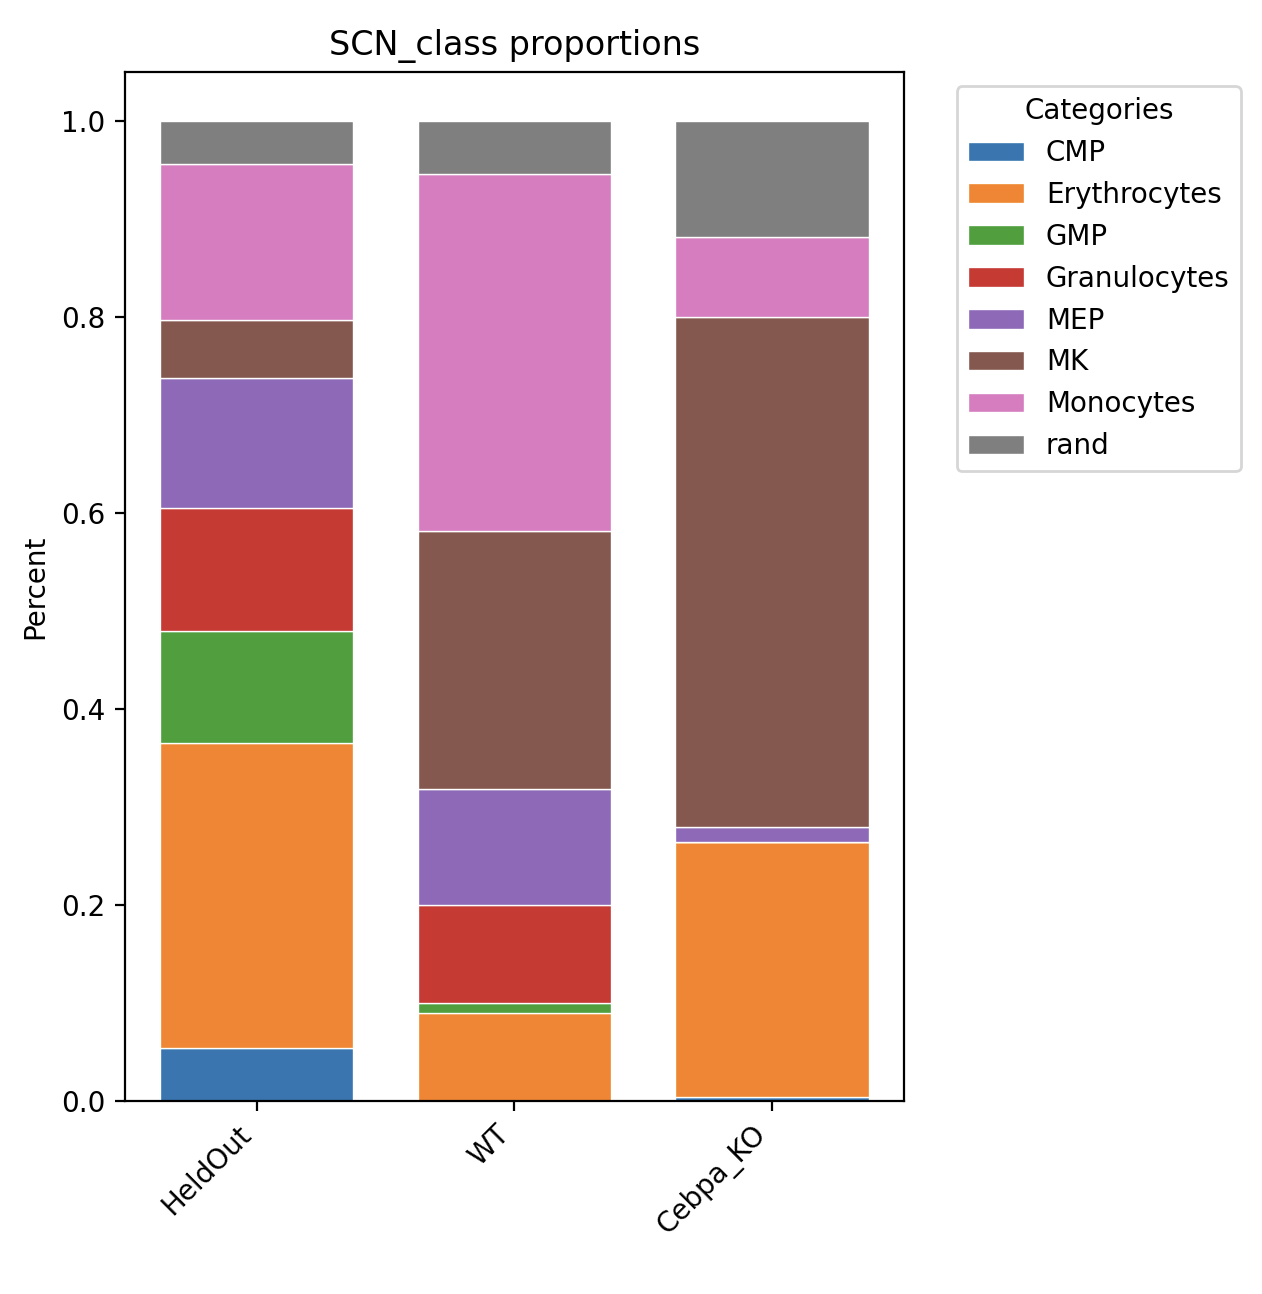 SCN_class proportions
Percent
1.0
0.8
0.6
0.4
0.2
0.0
HeldOut
WT
Cebpa_KO
Categories
CMP
Erythrocytes
GMP
Granulocytes
MEP
MK
Monocytes
rand